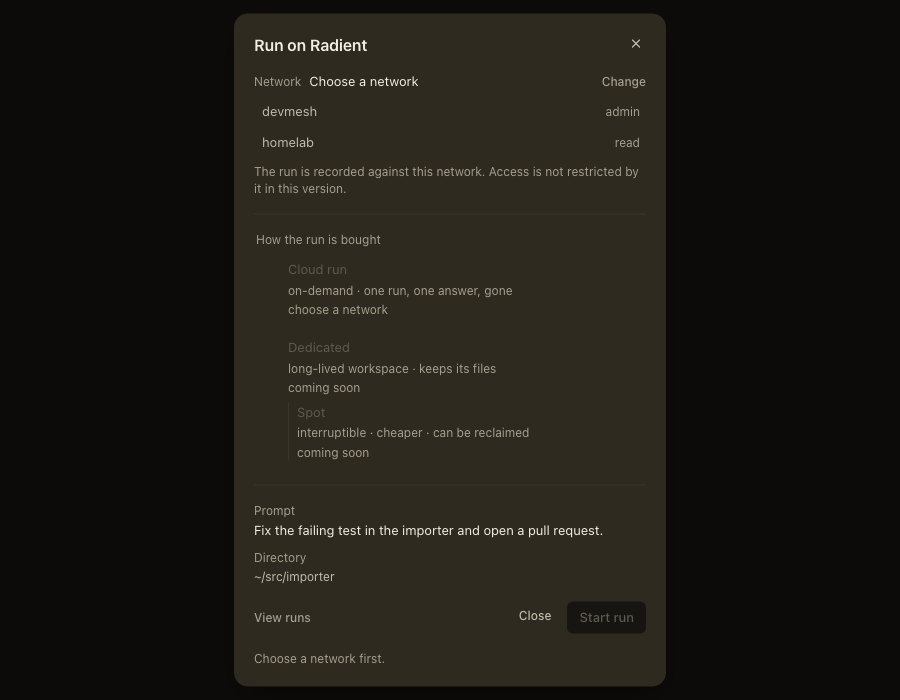 Run on Radient
×
Network Choose a network Change
devmesh admin
homelab read
The run is recorded against this network. Access is not restricted by
it in this version.
How the run is bought
Cloud run
on-demand · one run, one answer, gone
choose a network
Dedicated
long-lived workspace · keeps its files
coming soon
Spot
interruptible · cheaper · can be reclaimed
coming soon
Prompt
Fix the failing test in the importer and open a pull request.
Directory
~/src/importer
View runs Close Start run
Choose a network first.